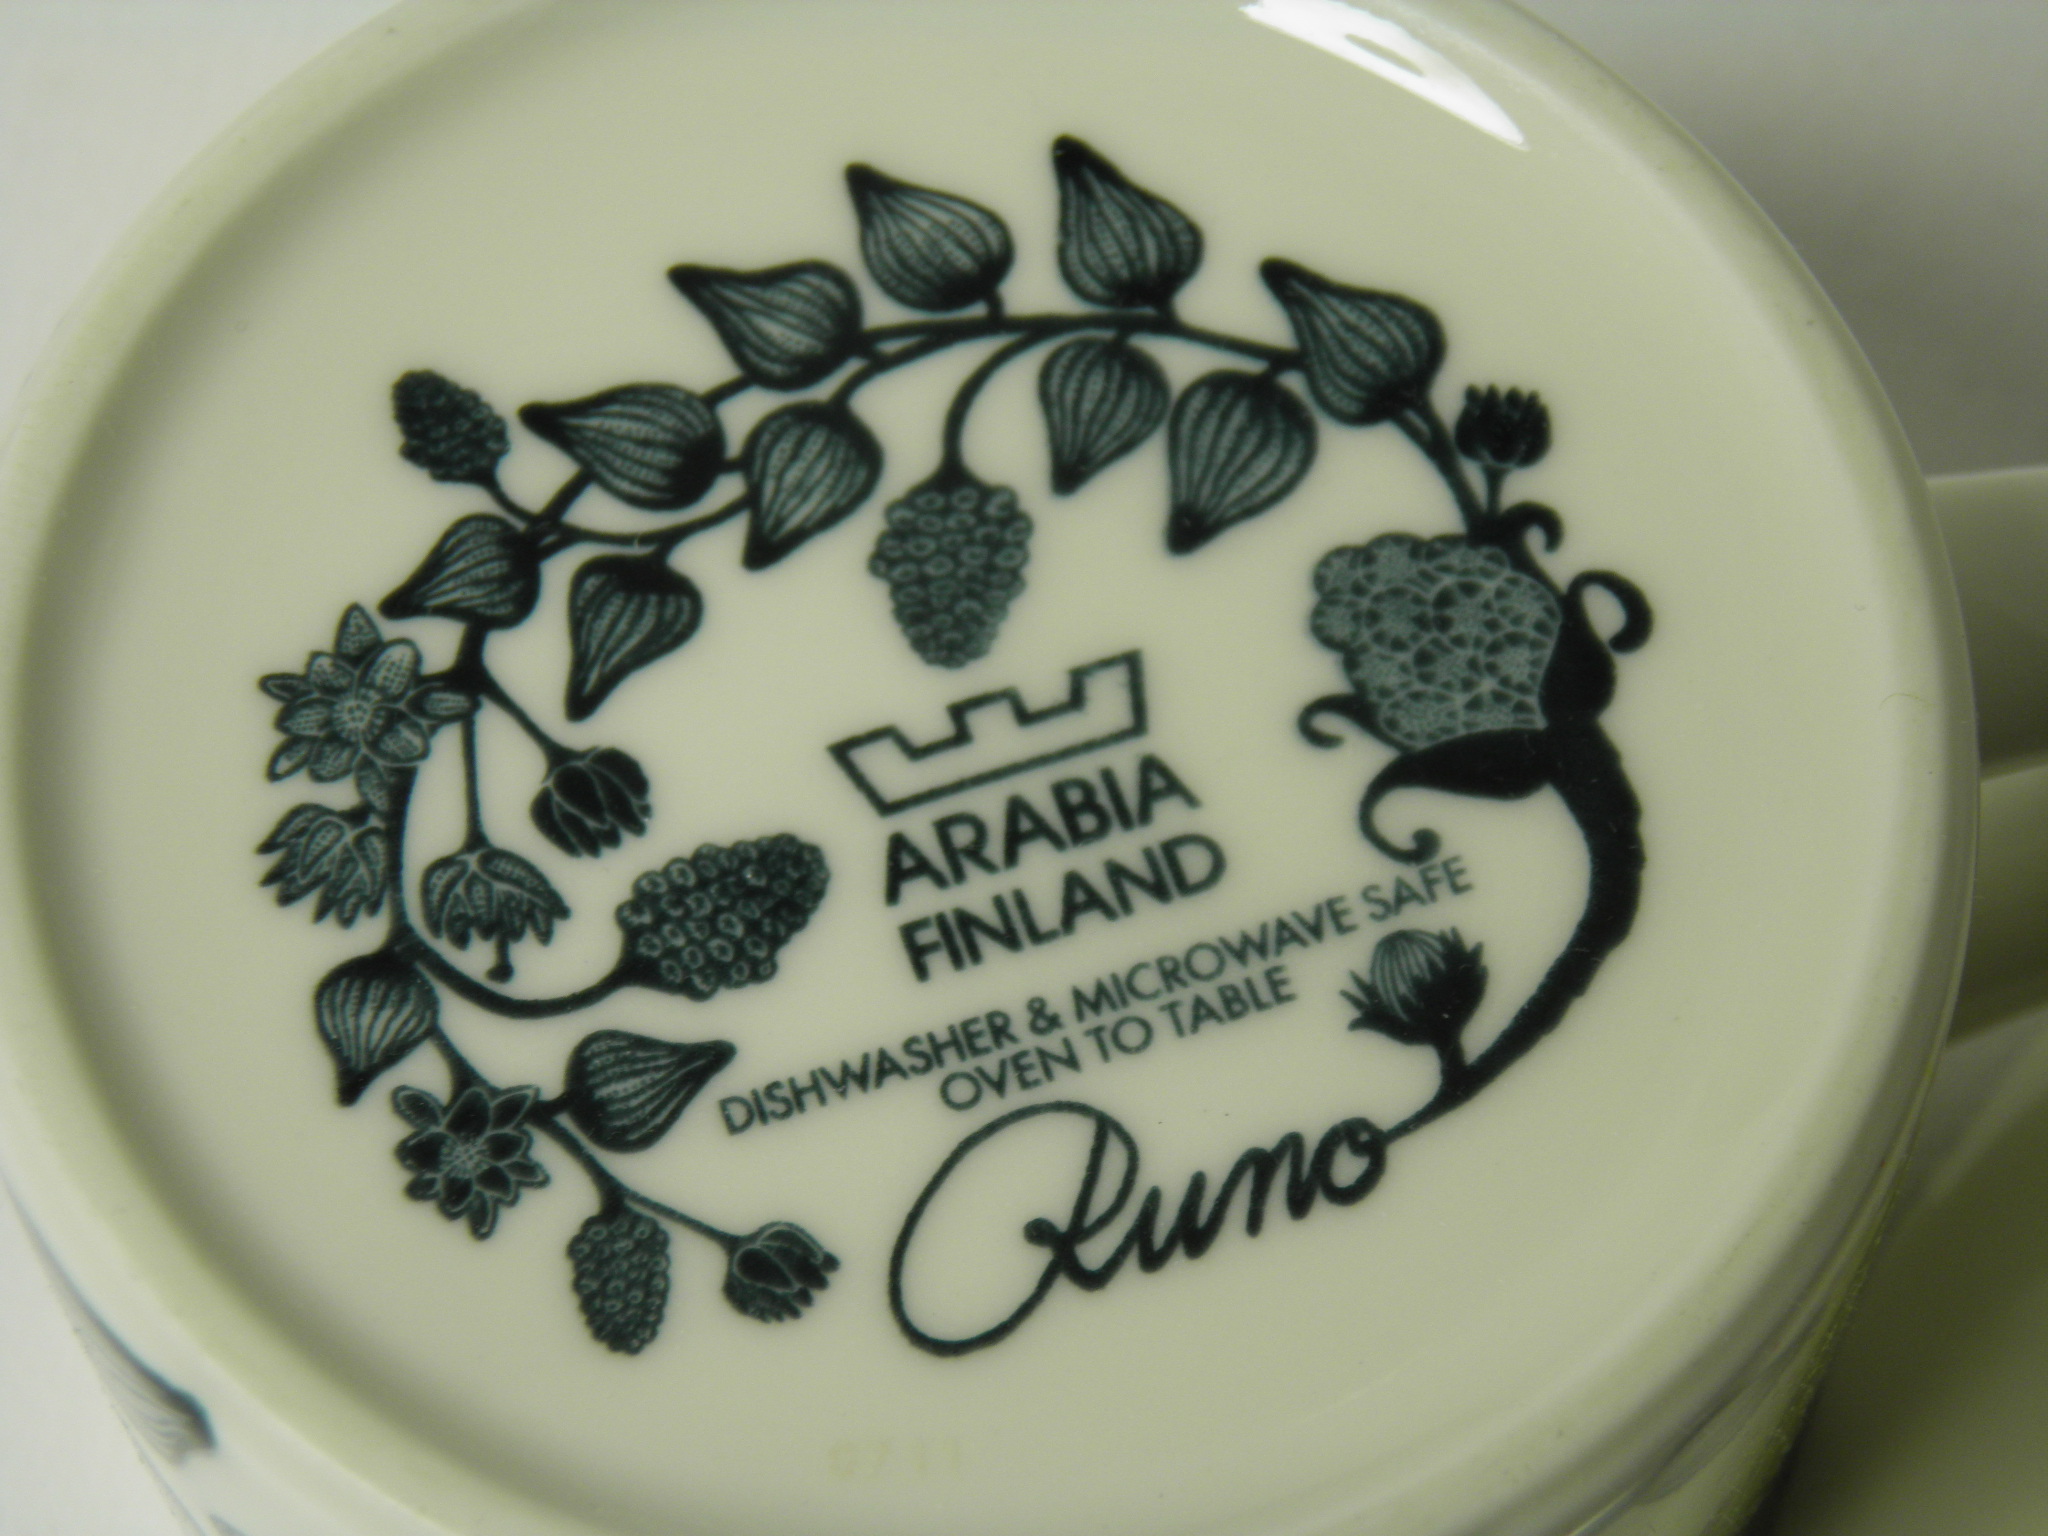 ARABIA
FINLAND
DISHWASHER & MICROWAVE SAFE
OVEN TO TABLE
Runo